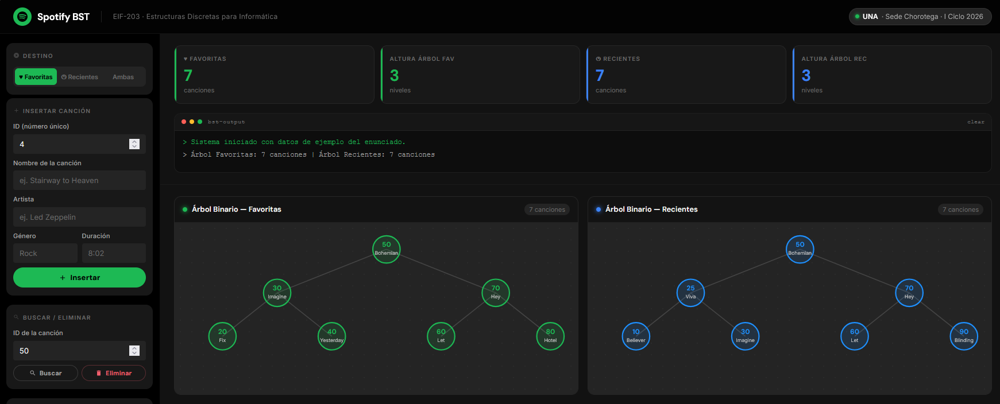 Spotify BST
EIF-203 · Estructuras Discretas para Informática
UNA · Sede Chorotega · I Ciclo 2026
DESTINO
♥ Favoritas
Recientes
Ambas
+ INSERTAR CANCIÓN
ID (número único)
4
Nombre de la canción
ej. Stairway to Heaven
Artista
ej. Led Zeppelin
Género
Duración
Rock
8:02
+ Insertar
BUSCAR / ELIMINAR
ID de la canción
50
Buscar
Eliminar
♥ FAVORITAS
7
canciones
ALTURA ÁRBOL FAV
3
niveles
RECIENTES
7
canciones
ALTURA ÁRBOL REC
3
niveles
bst-output
clear
> Sistema iniciado con datos de ejemplo del enunciado.
> Árbol Favoritas: 7 canciones | Árbol Recientes: 7 canciones
Árbol Binario — Favoritas
7 canciones
50
Bohemian
30
Imagine
70
Hey
20
Fix
40
Yesterday
60
Let
80
Hotel
Árbol Binario — Recientes
7 canciones
50
Bohemian
25
Viva
70
Hey
10
Believer
30
Imagine
60
Let
90
Blinding